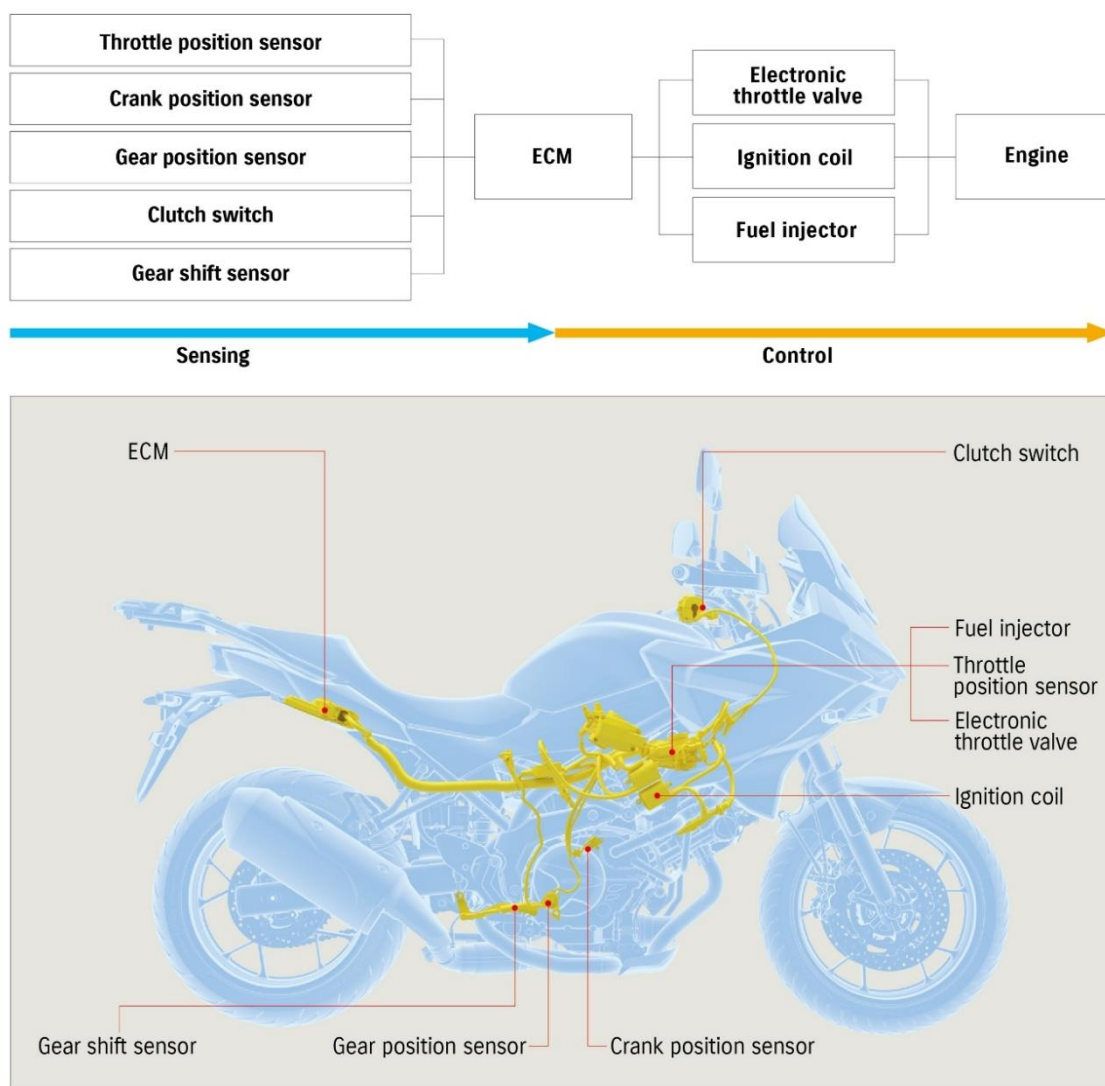 Throttle position sensor
Crank position sensor
Gear position sensor
Clutch switch
Gear shift sensor
ECM
Electronic
throttle valve
Ignition coil
Fuel injector
Engine
Sensing
Control
ECM
Clutch switch
Fuel injector
Throttle
position sensor
Electronic
throttle valve
Ignition coil
Gear shift sensor
Gear position sensor
Crank position sensor